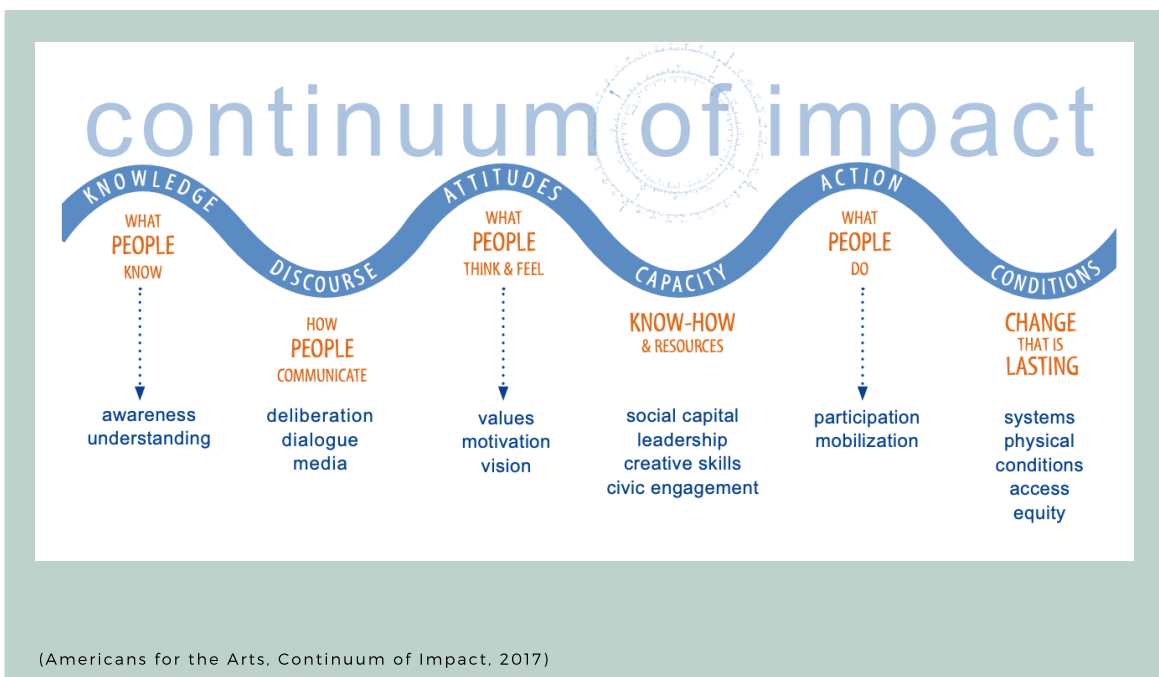 continuum of impact
KNOWLEDGE
WHAT
PEOPLE
KNOW
awareness
understanding
DISCOURSE
HOW
PEOPLE
COMMUNICATE
deliberation
dialogue
media
ATTITUDES
WHAT
PEOPLE
THINK & FEEL
values
motivation
vision
CAPACITY
KNOW-HOW
& RESOURCES
social capital
leadership
creative skills
civic engagement
ACTION
WHAT
PEOPLE
DO
participation
mobilization
CONDITIONS
CHANGE
THAT IS
LASTING
systems
physical
conditions
access
equity
(Americans for the Arts, Continuum of Impact, 2017)